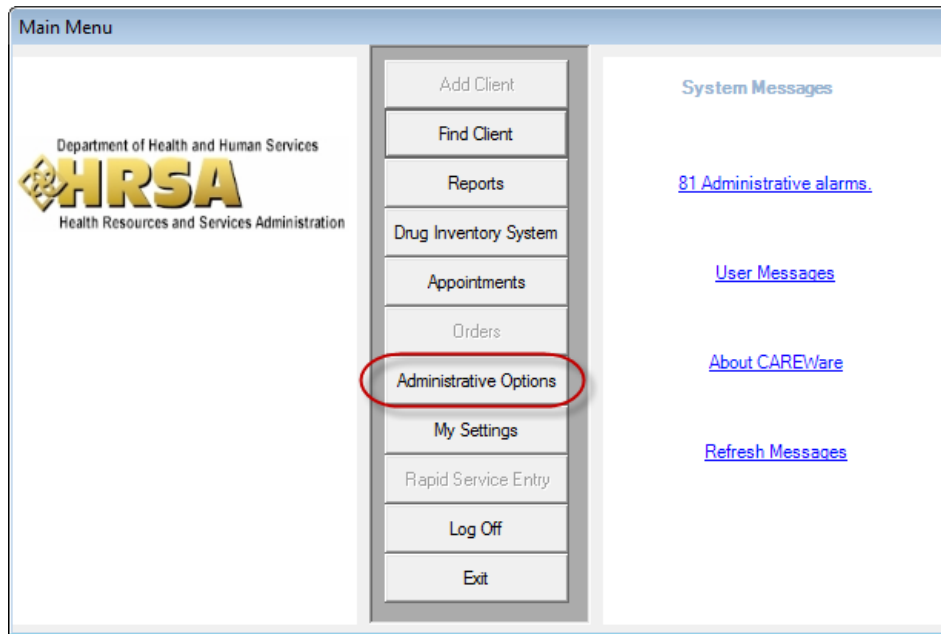 Main Menu
Department of Health and Human Services
HRSA
Health Resources and Services Administration
Add Client
Find Client
Reports
Drug Inventory System
Appointments
Orders
Administrative Options
My Settings
Rapid Service Entry
Log Off
Exit
System Messages
81 Administrative alarms.
User Messages
About CAREWare
Refresh Messages